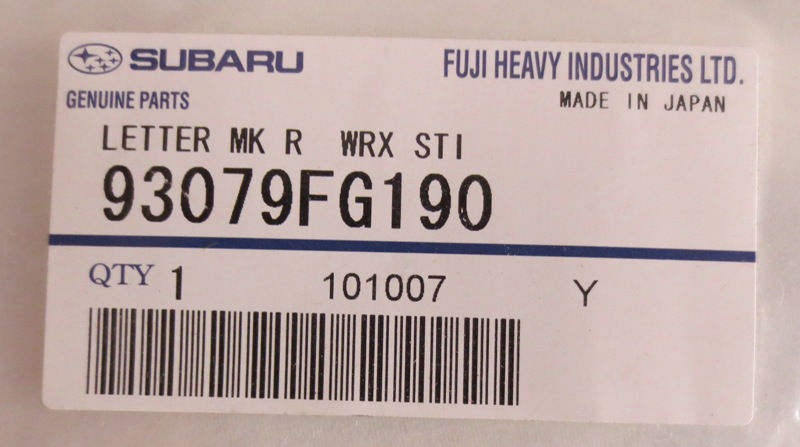 SUBARU FUJI HEAVY INDUSTRIES LTD.
GENUINE PARTS MADE IN JAPAN
LETTER MK R WRX STI
93079FG190
QTY 1 101007 Y